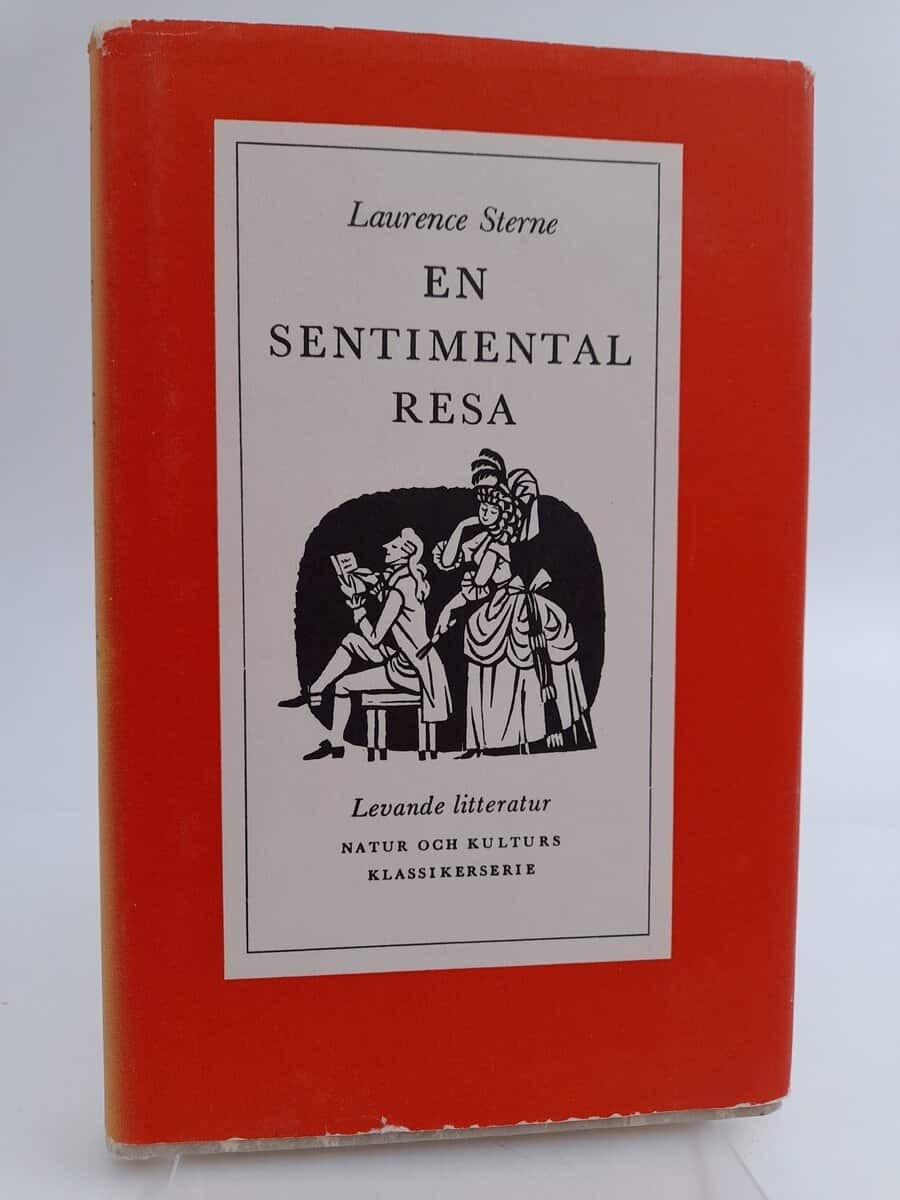 Laurence Sterne
EN
SENTIMENTAL
RESA
Levande litteratur
NATUR OCH KULTURS
KLASSIKERSERIE